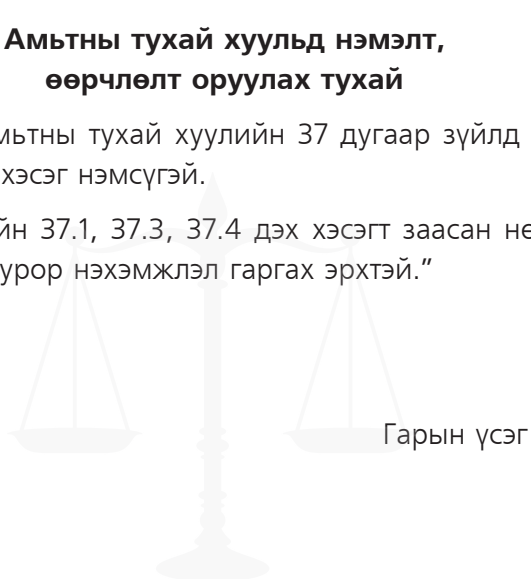 Амьтны тухай хуульд нэмэлт,
өөрчлөлт оруулах тухай
мьтны тухай хуулийн 37 дугаар зүйлд
хэсэг нэмсүгэй.
йн 37.1, 37.3, 37.4 дэх хэсэгт заасан не
урор нэхэмжлэл гаргах эрхтэй.”
Гарын үсэг